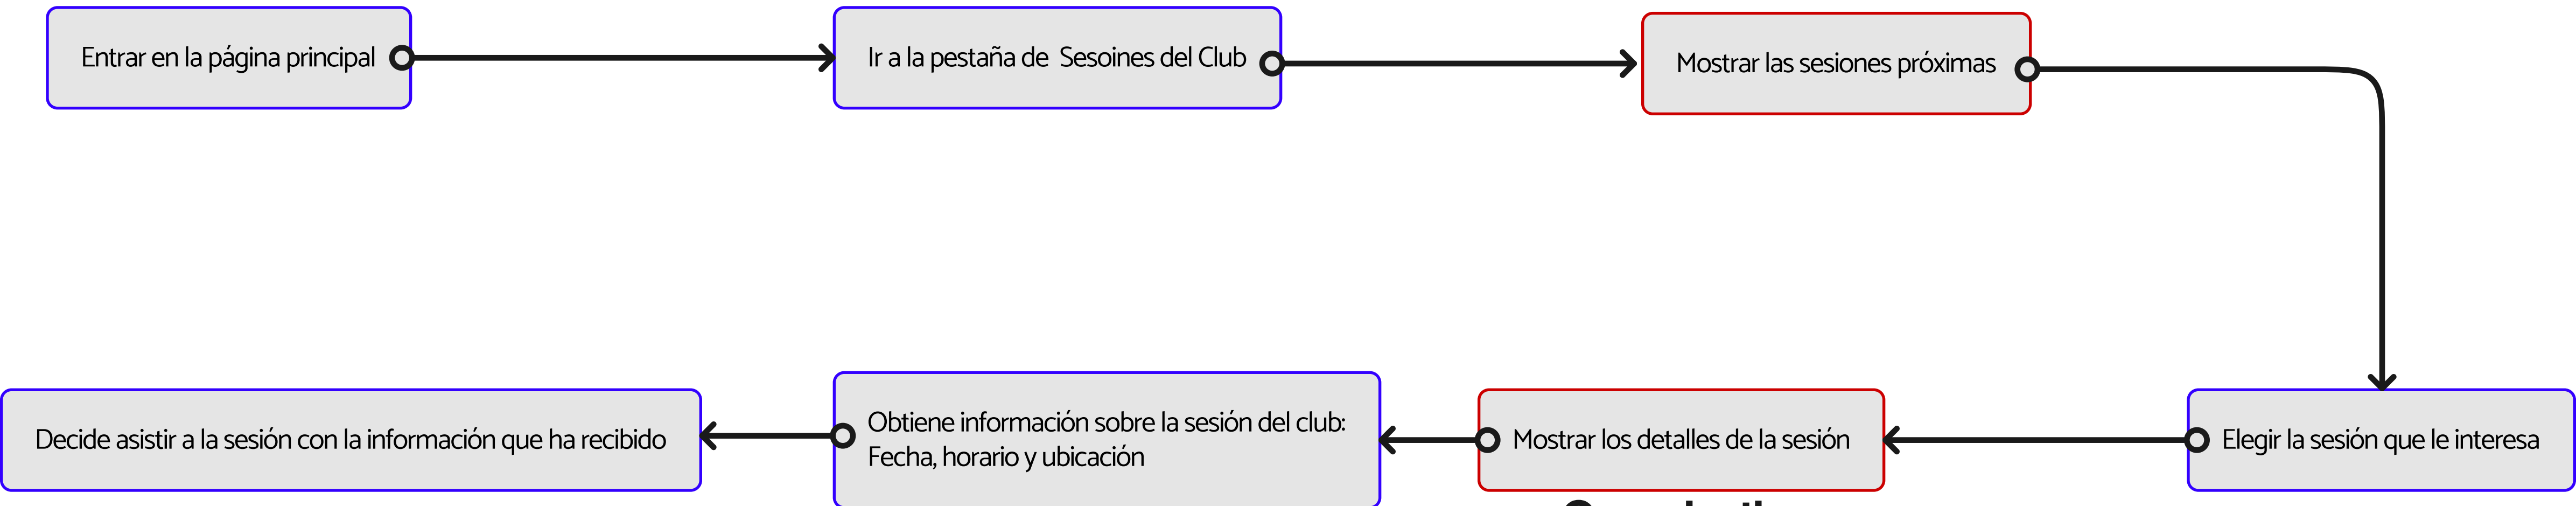 Entrar en la página principal
Ir a la pestaña de  Sesoines del Club
Mostrar las sesiones próximas
Elegir la sesión que le interesa
Mostrar los detalles de la sesión
Obtiene información sobre la sesión del club:
Fecha, horario y ubicación
Decide asistir a la sesión con la información que ha recibido